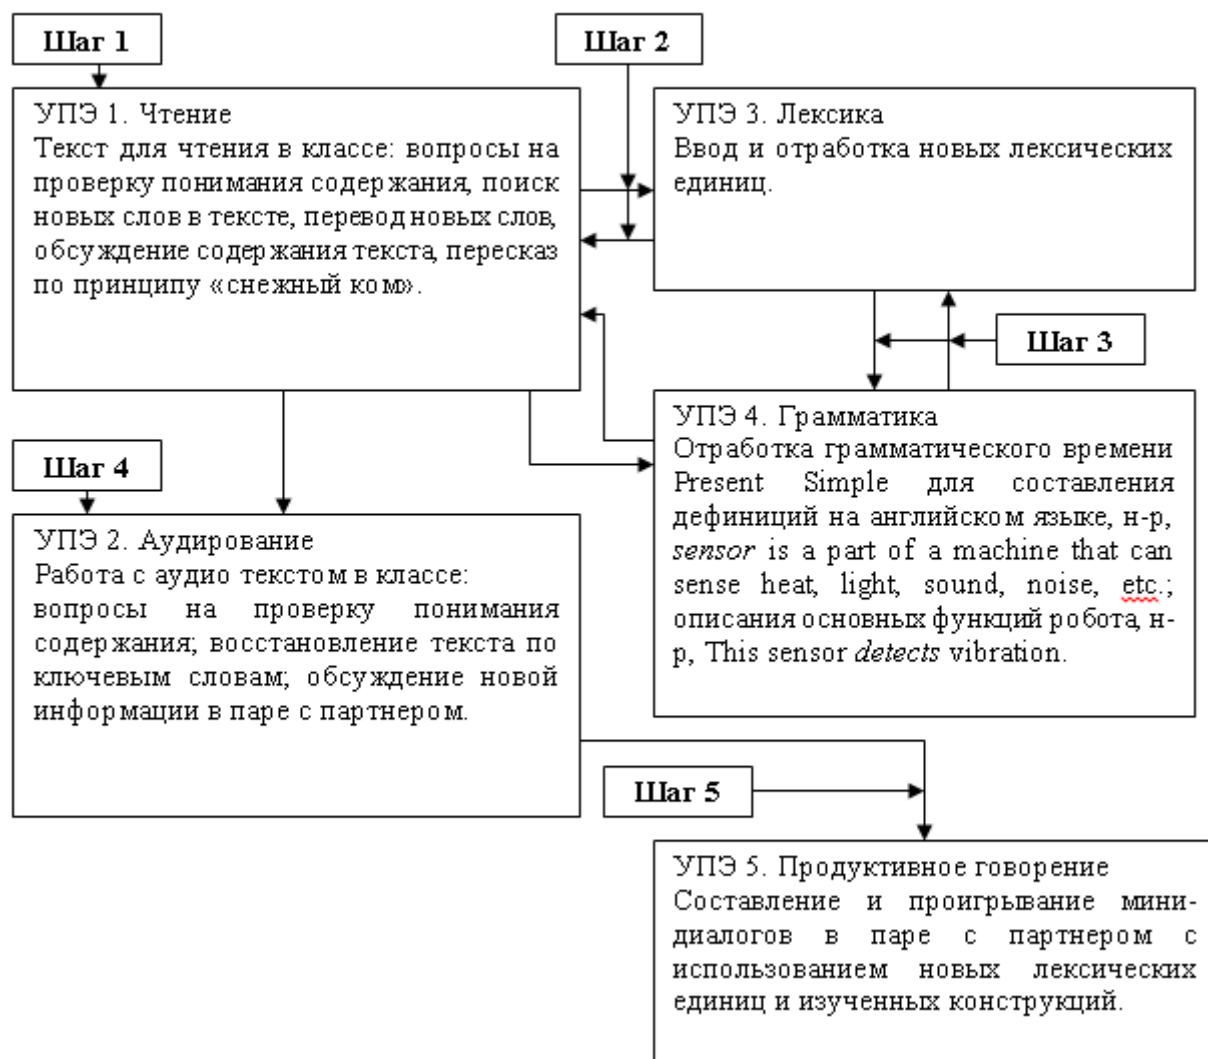 Шаг 1
Шаг 2
УПЭ 1. Чтение
Текст для чтения в классе: вопросы на
проверку понимания содержания, поиск
новых слов в тексте, перевод новых слов,
обсуждение содержания текста, пересказ
по принципу «снежный ком».
УПЭ 3. Лексика
Ввод и отработка новых лексических
единиц.
Шаг 3
УПЭ 4. Грамматика
Отработка грамматического времени
Present Simple для составления
дефиниций на английском языке, н-р,
sensor is a part of a machine that can
sense heat, light, sound, noise, etc.;
описания основных функций робота, н-
р, This sensor detects vibration.
Шаг 4
УПЭ 2. Аудирование
Работа с аудио текстом в классе:
вопросы на проверку понимания
содержания; восстановление текста по
ключевым словам; обсуждение новой
информации в паре с партнером.
Шаг 5
УПЭ 5. Продуктивное говорение
Составление и проигрывание мини-
диалогов в паре с партнером с
использованием новых лексических
единиц и изученных конструкций.